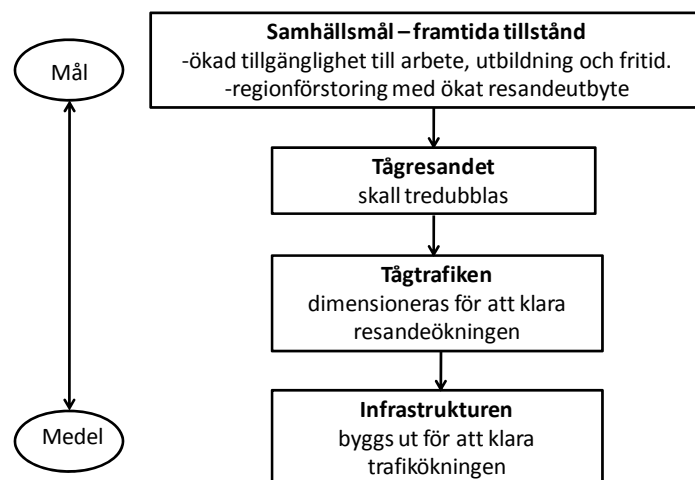 Samhällsmål – framtida tillstånd
-ökad tillgänglighet till arbete, utbildning och fritid.
-regionförstoring med ökat resandeutbyte
Mål
Tågresandet
skall tredubblas
Tågtrafiken
dimensioneras för att klara
resandeökningen
Infrastrukturen
byggs ut för att klara
trafikökningen
Medel